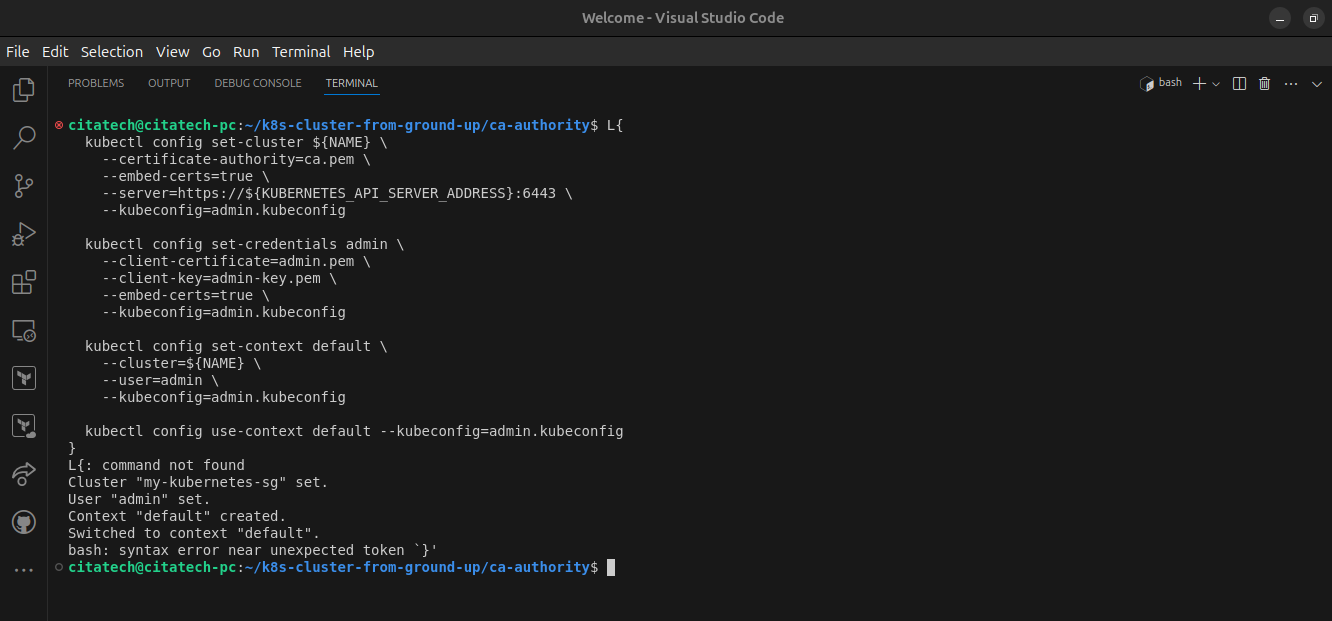 Welcome - Visual Studio Code
File Edit Selection View Go Run Terminal Help
PROBLEMS OUTPUT DEBUG CONSOLE TERMINAL bash
citatech@citatech-pc:~/k8s-cluster-from-ground-up/ca-authority$ L{
  kubectl config set-cluster ${NAME} \
    --certificate-authority=ca.pem \
    --embed-certs=true \
    --server=https://${KUBERNETES_API_SERVER_ADDRESS}:6443 \
    --kubeconfig=admin.kubeconfig
  kubectl config set-credentials admin \
    --client-certificate=admin.pem \
    --client-key=admin-key.pem \
    --embed-certs=true \
    --kubeconfig=admin.kubeconfig
  kubectl config set-context default \
    --cluster=${NAME} \
    --user=admin \
    --kubeconfig=admin.kubeconfig
  kubectl config use-context default --kubeconfig=admin.kubeconfig
}
L{: command not found
Cluster "my-kubernetes-sg" set.
User "admin" set.
Context "default" created.
Switched to context "default".
bash: syntax error near unexpected token `}'
citatech@citatech-pc:~/k8s-cluster-from-ground-up/ca-authority$